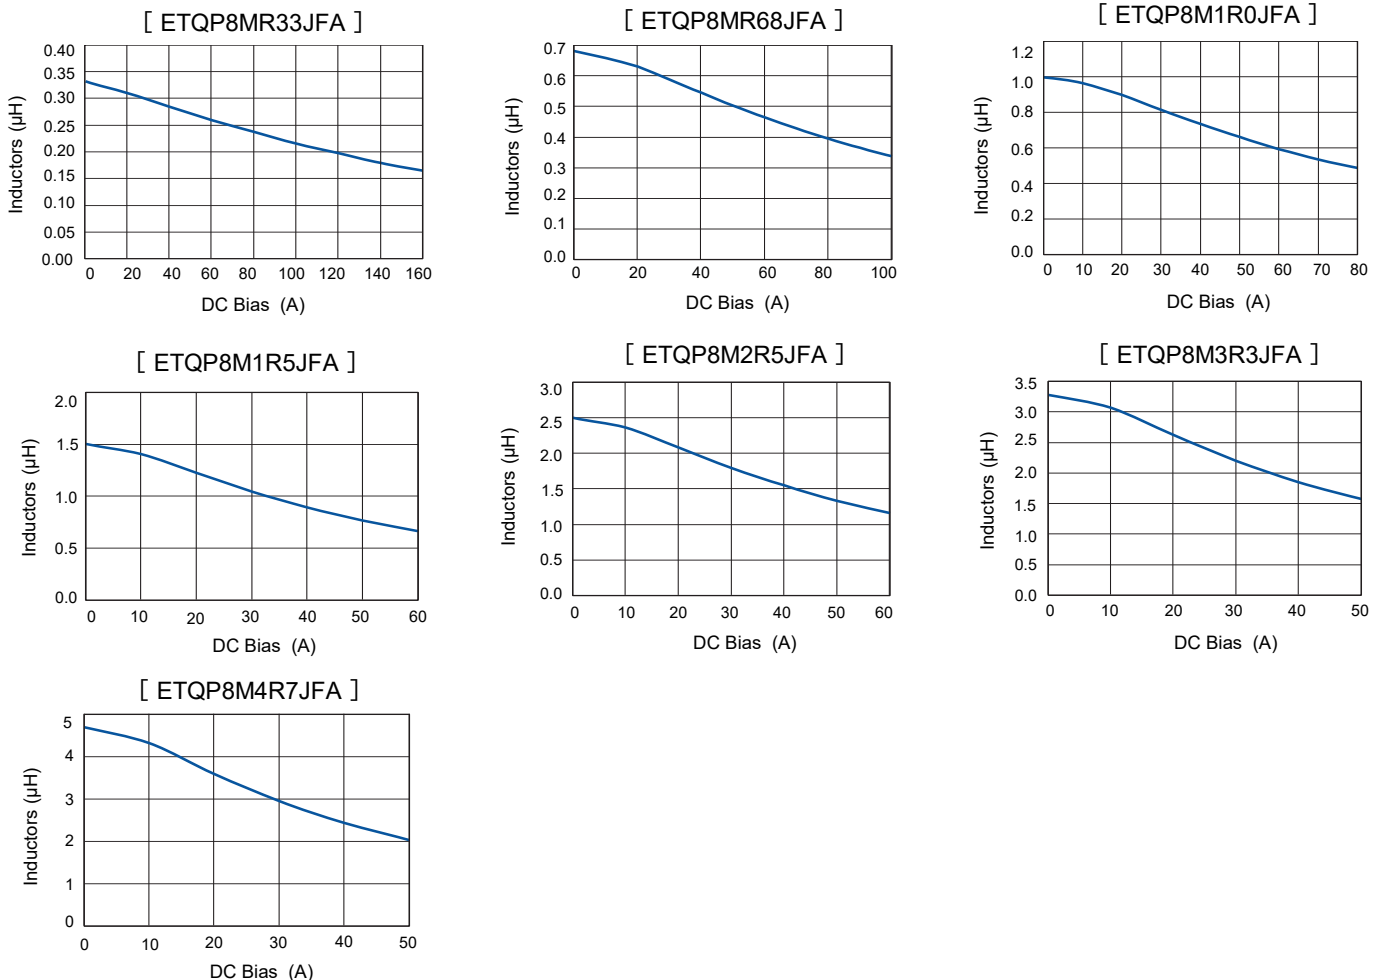 [ ETQP8MR33JFA ]
Inductors (μH)
0.40
0.35
0.30
0.25
0.20
0.15
0.10
0.05
0.00
0 20 40 60 80 100 120 140 160
DC Bias (A)
[ ETQP8MR68JFA ]
Inductors (μH)
0.7
0.6
0.5
0.4
0.3
0.2
0.1
0.0
0 20 40 60 80 100
DC Bias (A)
[ ETQP8M1R0JFA ]
Inductors (μH)
1.2
1.0
0.8
0.6
0.4
0.2
0.0
0 10 20 30 40 50 60 70 80
DC Bias (A)
[ ETQP8M1R5JFA ]
Inductors (μH)
2.0
1.5
1.0
0.5
0.0
0 10 20 30 40 50 60
DC Bias (A)
[ ETQP8M2R5JFA ]
Inductors (μH)
3.0
2.5
2.0
1.5
1.0
0.5
0.0
0 10 20 30 40 50 60
DC Bias (A)
[ ETQP8M3R3JFA ]
Inductors (μH)
3.5
3.0
2.5
2.0
1.5
1.0
0.5
0.0
0 10 20 30 40 50
DC Bias (A)
[ ETQP8M4R7JFA ]
Inductors (μH)
5
4
3
2
1
0
0 10 20 30 40 50
DC Bias (A)